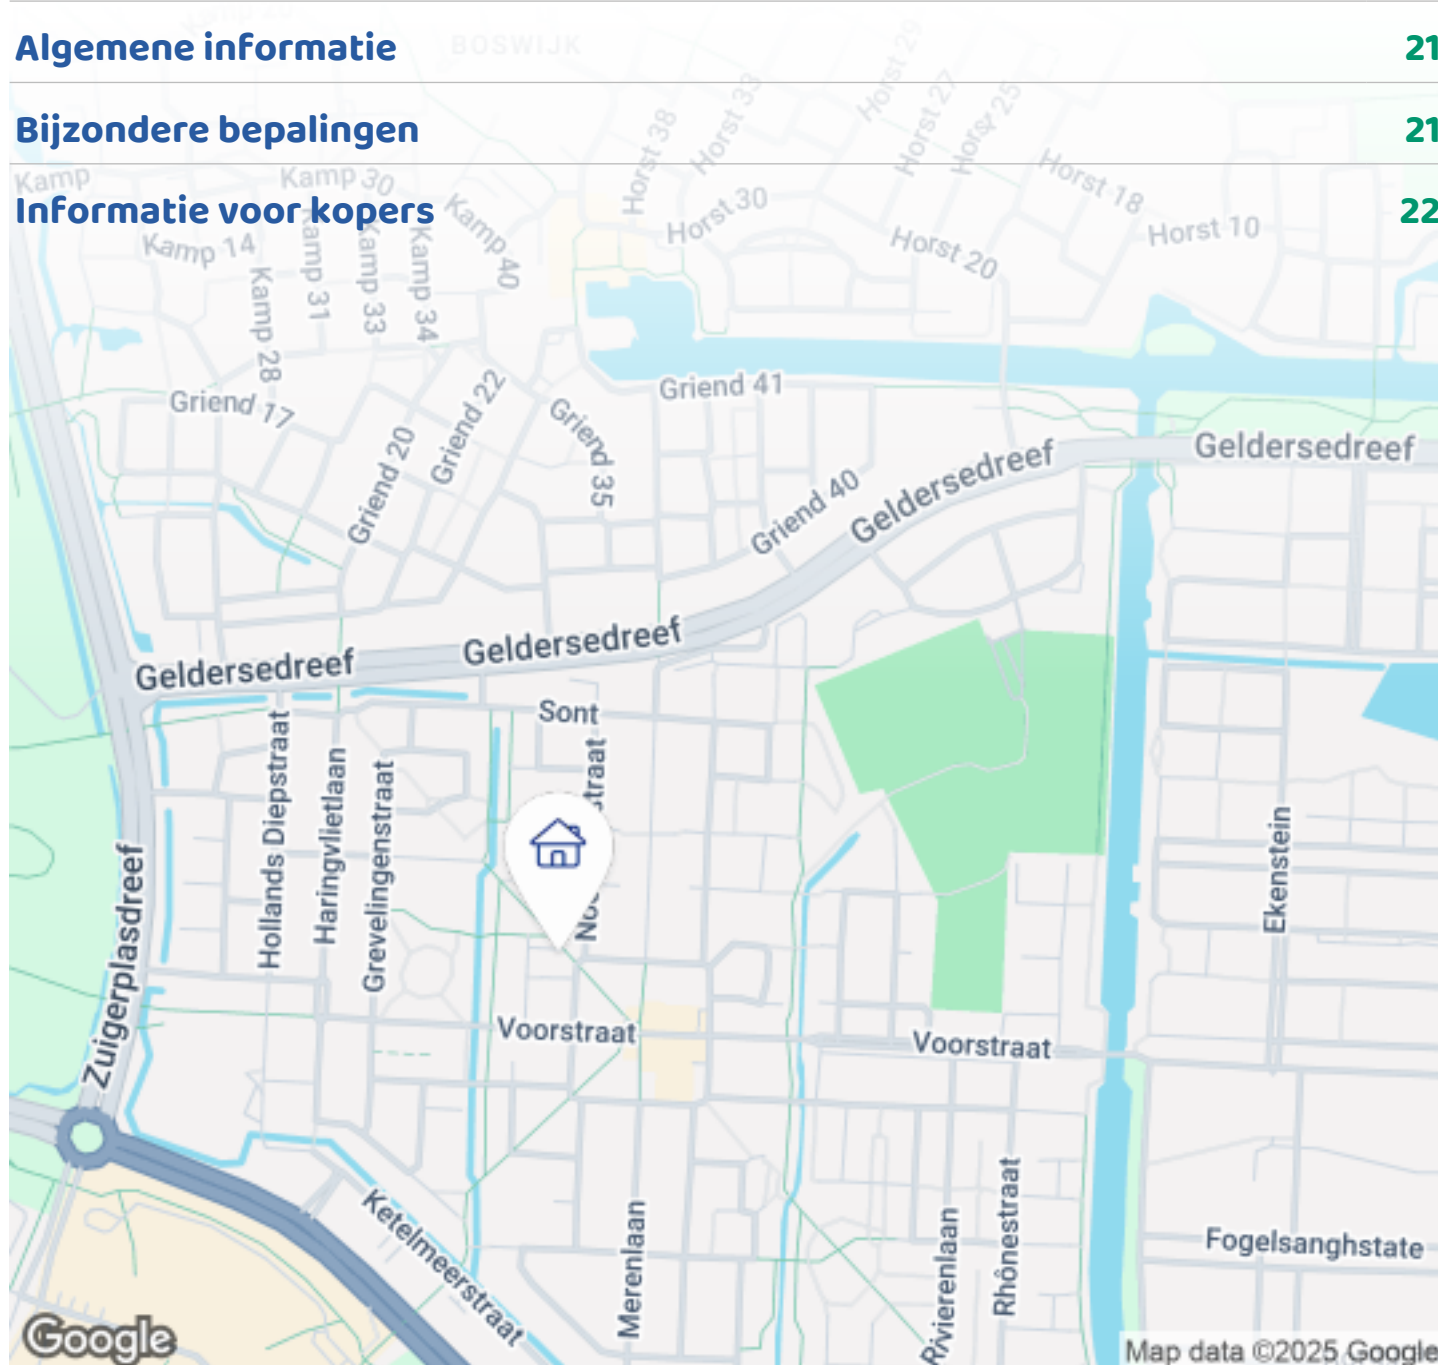 Algemene informatie 21
BOSWIJK
Horst 29
Horst 33
Horst 27
Horst 25
Horst 38
Bijzondere bepalingen 21
Kamp
Kamp 30
Horst 18
Informatie voor kopers 22
Kamp 40
Horst 30
Horst 10
Horst 20
Kamp 14
Kamp 31
Kamp 33
Kamp 34
Kamp 28
Griend 41
Griend 17
Griend 22
Griend 20
Griend 35
Geldersedreef
Geldersedreef
Griend 40
Geldersedreef
Geldersedreef
Sont
Hollands Diepstraat
Haringvlietlaan
Grevelingenstraat
straat
Ekenstein
Zuigerplasdreef
Voorstraat
Voorstraat
Ketelmeerstraat
Merenlaan
Rivierenlaan
Rhônestraat
Fogelsanghstate
Google
Map data ©2025 Google